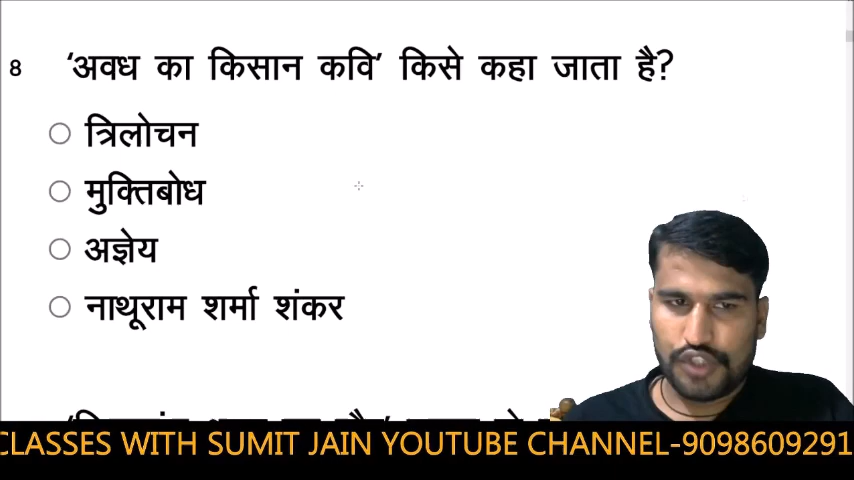 8 ‘अवध का किसान कवि’ किसे कहा जाता है?
त्रिलोचन
मुक्तिबोध
अज्ञेय
नाथूराम शर्मा शंकर
CLASSES WITH SUMIT JAIN YOUTUBE CHANNEL-9098609291